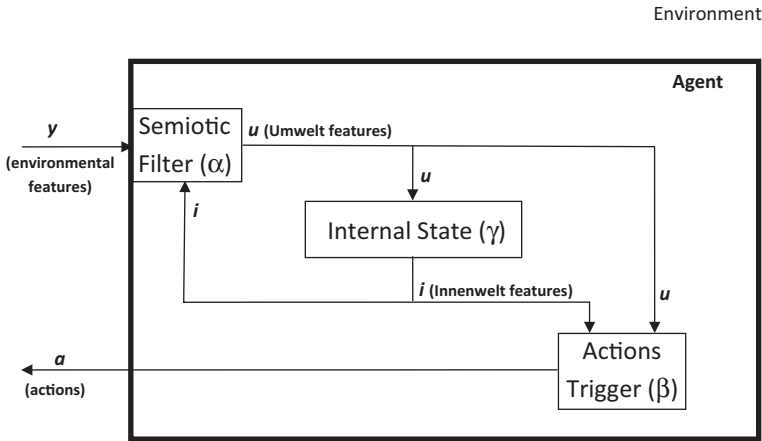 Environment
Agent
y
(environmental
features)
Semiotic
Filter (α)
u (Umwelt features)
u
i
Internal State (γ)
i (Innenwelt features)
u
a
(actions)
Actions
Trigger (β)